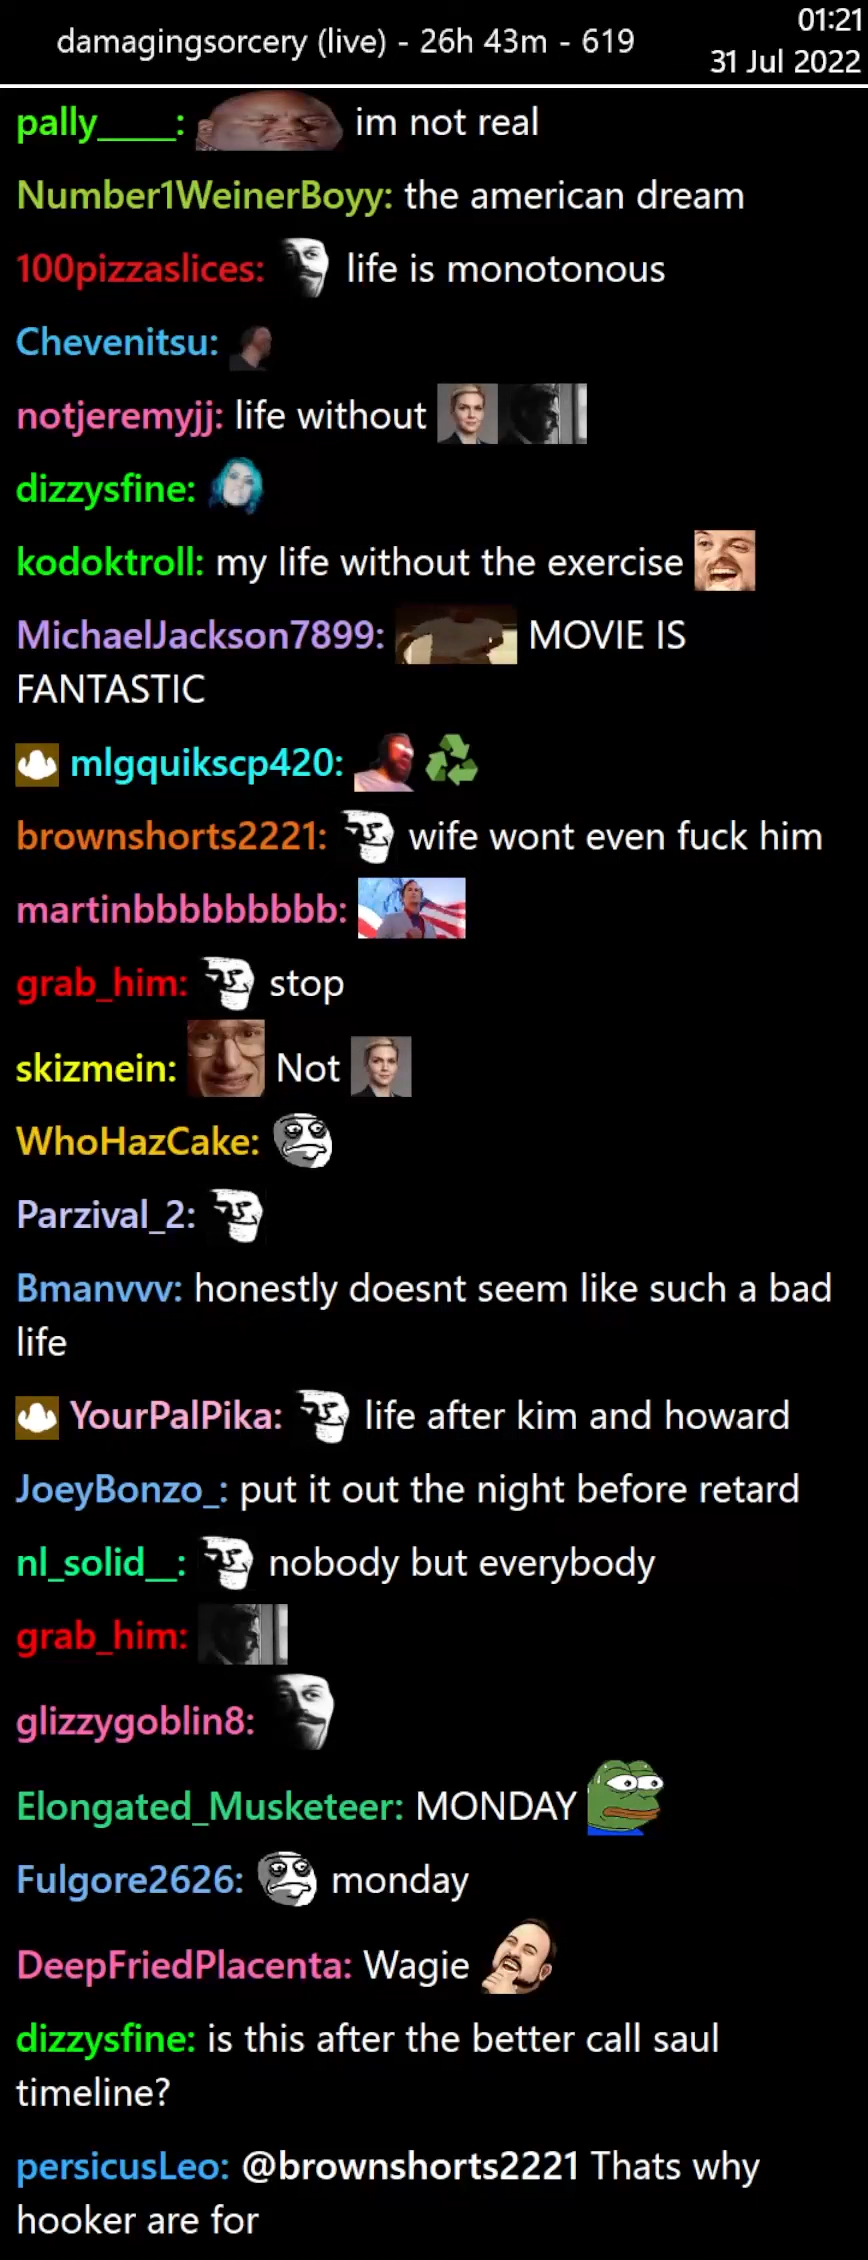 damagingsorcery (live) - 26h 43m - 619
01:21
31 Jul 2022
pally_____: im not real
Number1WeinerBoyy: the american dream
100pizzaslices: life is monotonous
Chevenitsu:
notjeremyjj: life without
dizzysfine:
kodoktroll: my life without the exercise
MichaelJackson7899: MOVIE IS
FANTASTIC
mlgquikscp420:
brownshorts2221: wife wont even fuck him
martinbbbbbbbbbb:
grab_him: stop
skizmein: Not
WhoHazCake:
Parzival_2:
Bmanvvv: honestly doesnt seem like such a bad
life
YourPalPika: life after kim and howard
JoeyBonzo_: put it out the night before retard
nl_solid__: nobody but everybody
grab_him:
glizzygoblin8:
Elongated_Musketeer: MONDAY
Fulgore2626: monday
DeepFriedPlacenta: Wagie
dizzysfine: is this after the better call saul
timeline?
persicusLeo: @brownshorts2221 Thats why
hooker are for